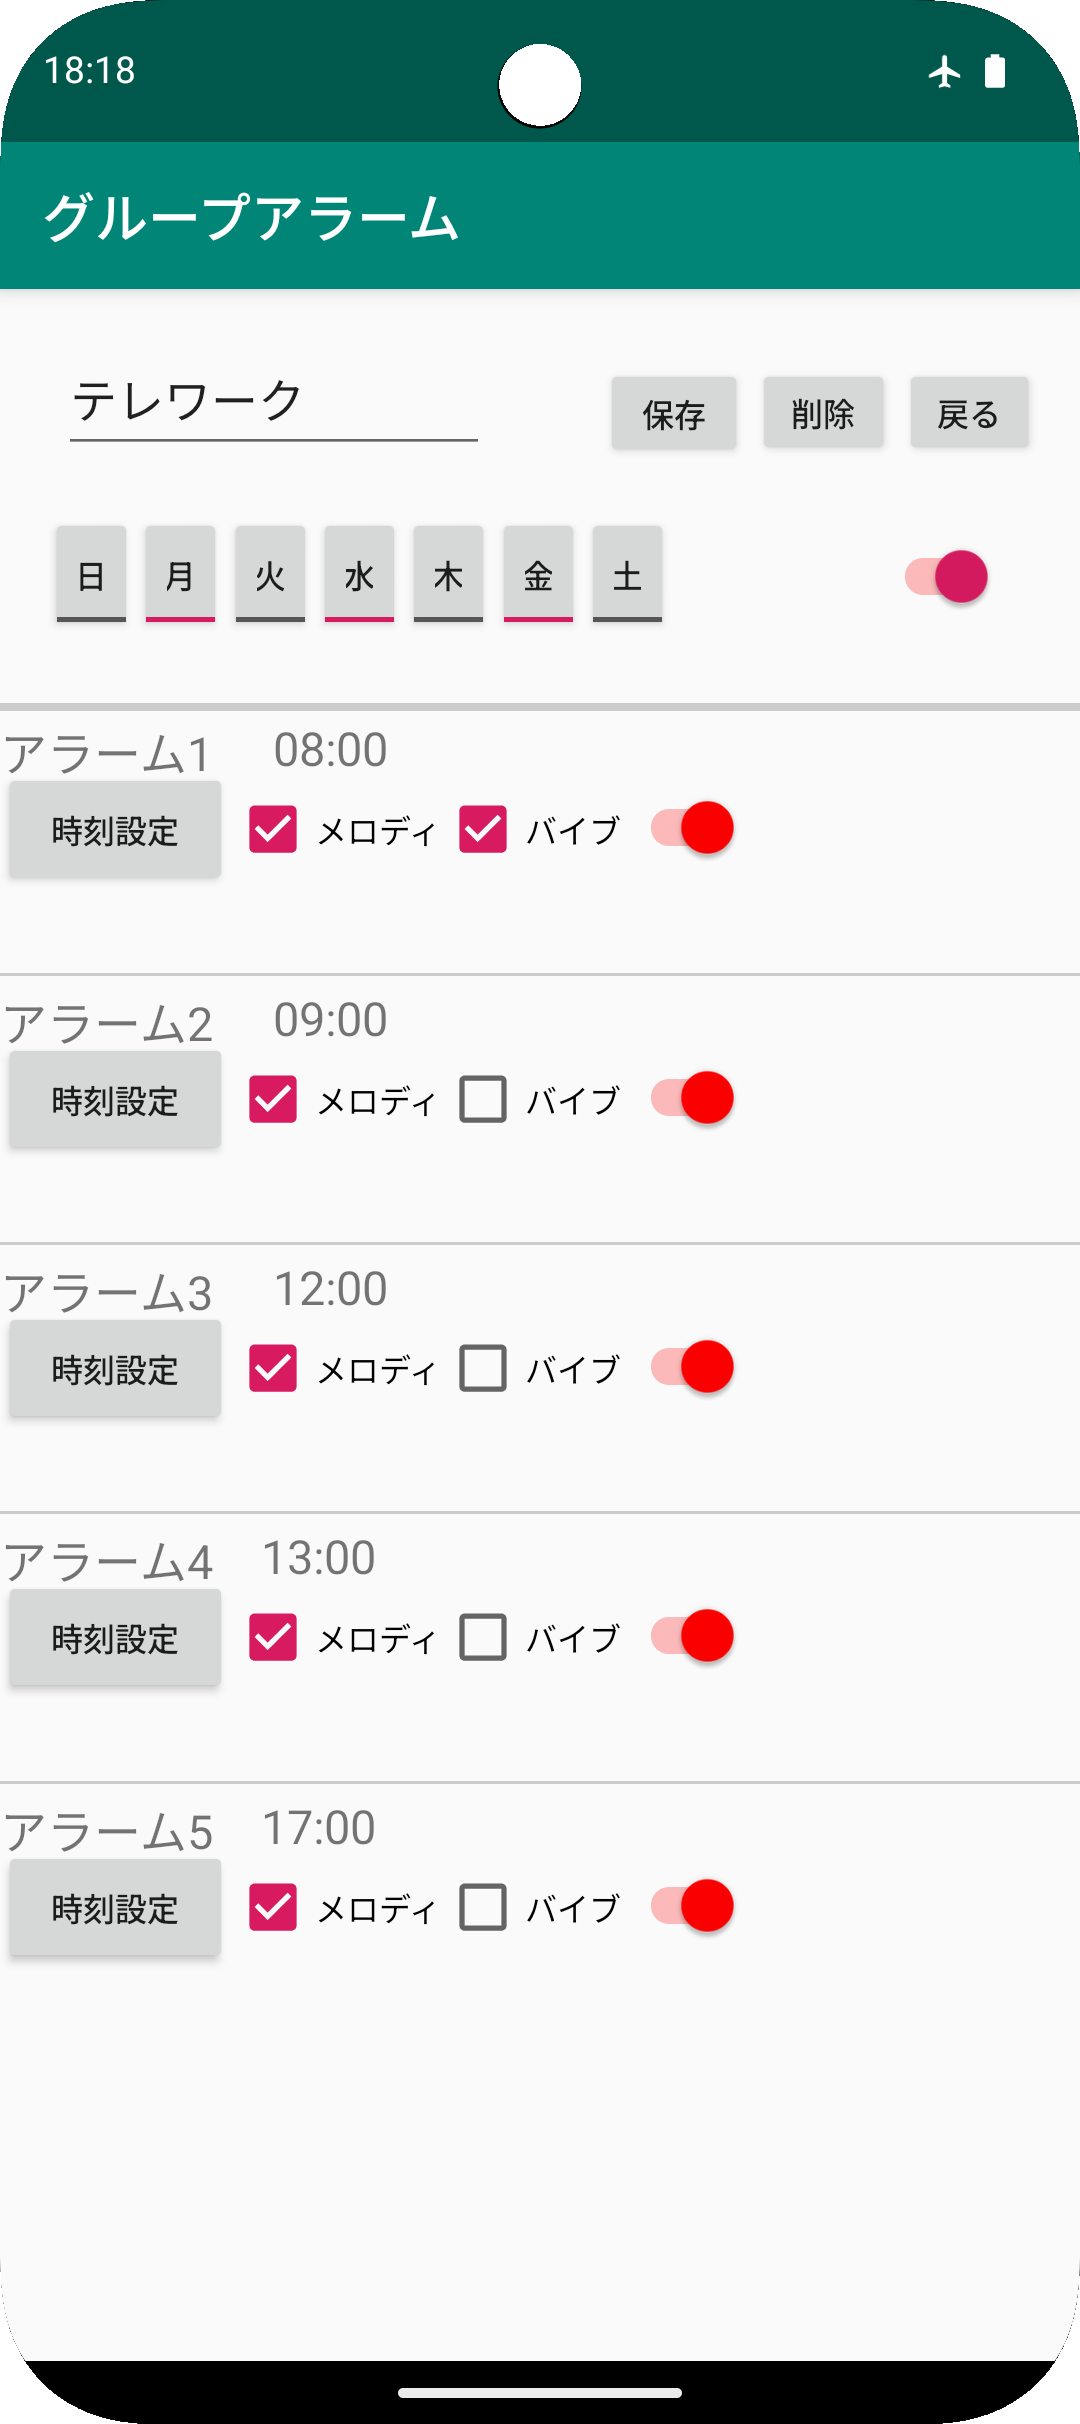 18:18
グループアラーム
テレワーク 保存 削除 戻る
日 月 火 水 木 金 土
アラーム1 08:00
時刻設定 メロディ バイブ
アラーム2 09:00
時刻設定 メロディ バイブ
アラーム3 12:00
時刻設定 メロディ バイブ
アラーム4 13:00
時刻設定 メロディ バイブ
アラーム5 17:00
時刻設定 メロディ バイブ